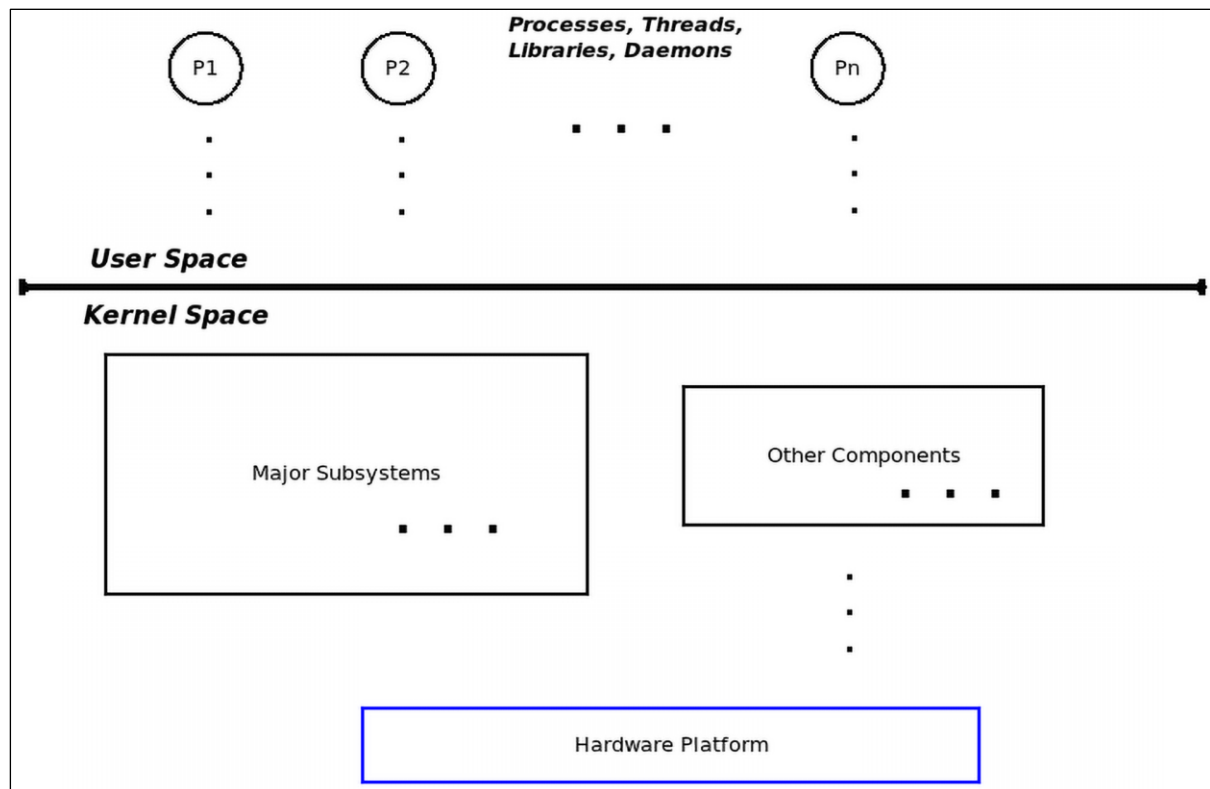 Processes, Threads,
Libraries, Daemons
P1
P2
Pn
User Space
Kernel Space
Major Subsystems
Other Components
Hardware Platform